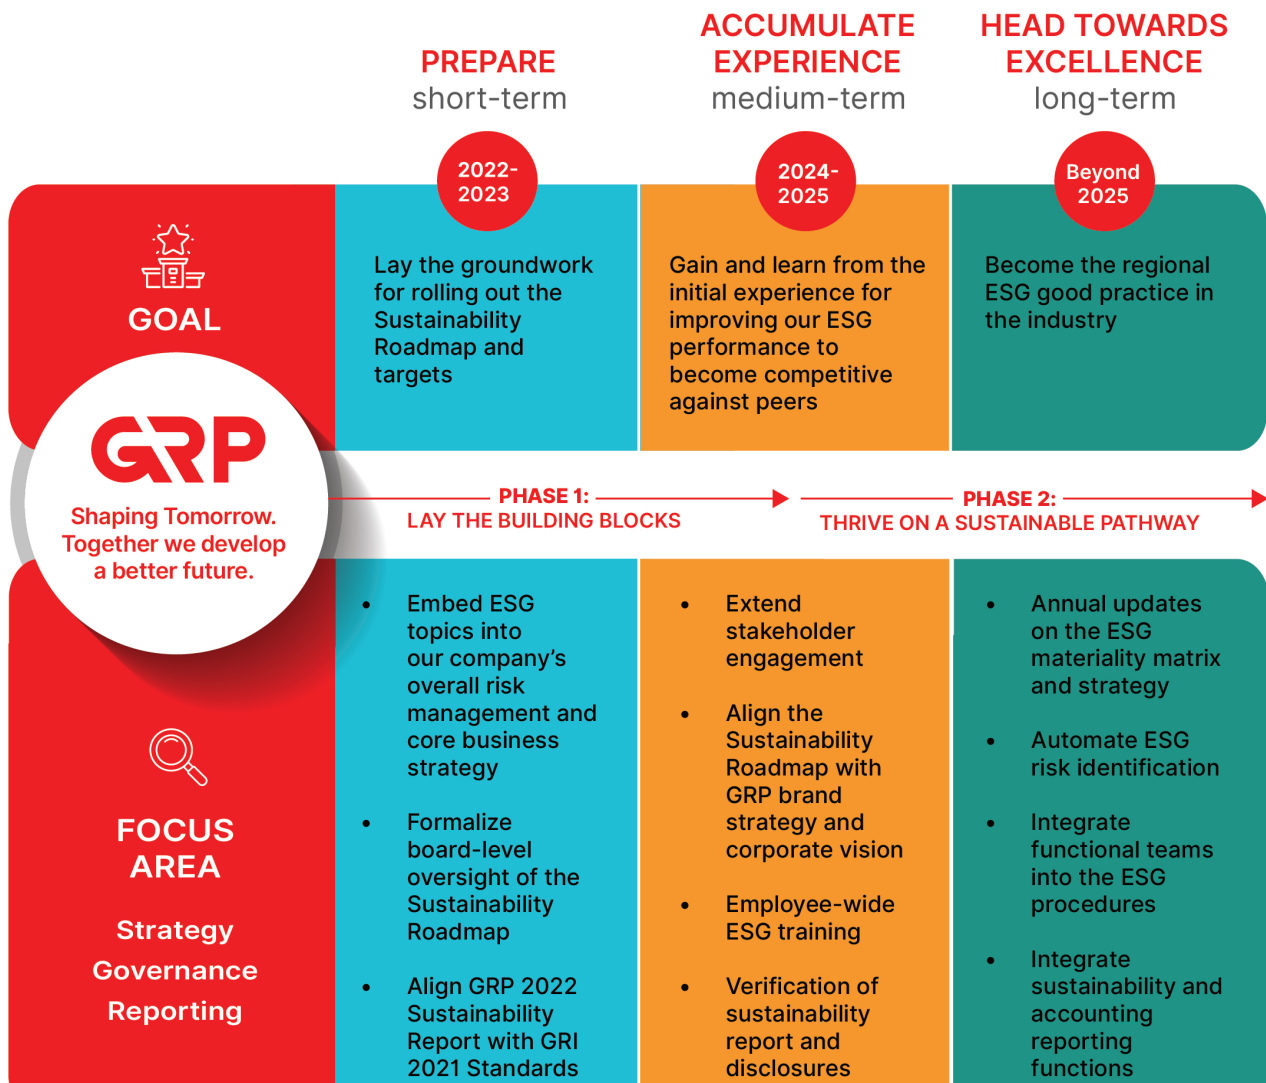 PREPARE
short-term
ACCUMULATE
EXPERIENCE
medium-term
HEAD TOWARDS
EXCELLENCE
long-term
2022-
2023
2024-
2025
Beyond
2025
GOAL
Lay the groundwork
for rolling out the
Sustainability
Roadmap and
targets
Gain and learn from the
initial experience for
improving our ESG
performance to
become competitive
against peers
Become the regional
ESG good practice in
the industry
GRP
Shaping Tomorrow.
Together we develop
a better future.
PHASE 1:
LAY THE BUILDING BLOCKS
PHASE 2:
THRIVE ON A SUSTAINABLE PATHWAY
FOCUS
AREA
Strategy
Governance
Reporting
• Embed ESG
topics into
our company’s
overall risk
management and
core business
strategy
• Formalize
board-level
oversight of the
Sustainability
Roadmap
• Align GRP 2022
Sustainability
Report with GRI
2021 Standards
• Extend
stakeholder
engagement
• Align the
Sustainability
Roadmap with
GRP brand
strategy and
corporate vision
• Employee-wide
ESG training
• Verification of
sustainability
report and
disclosures
• Annual updates
on the ESG
materiality matrix
and strategy
• Automate ESG
risk identification
• Integrate
functional teams
into the ESG
procedures
• Integrate
sustainability and
accounting
reporting
functions